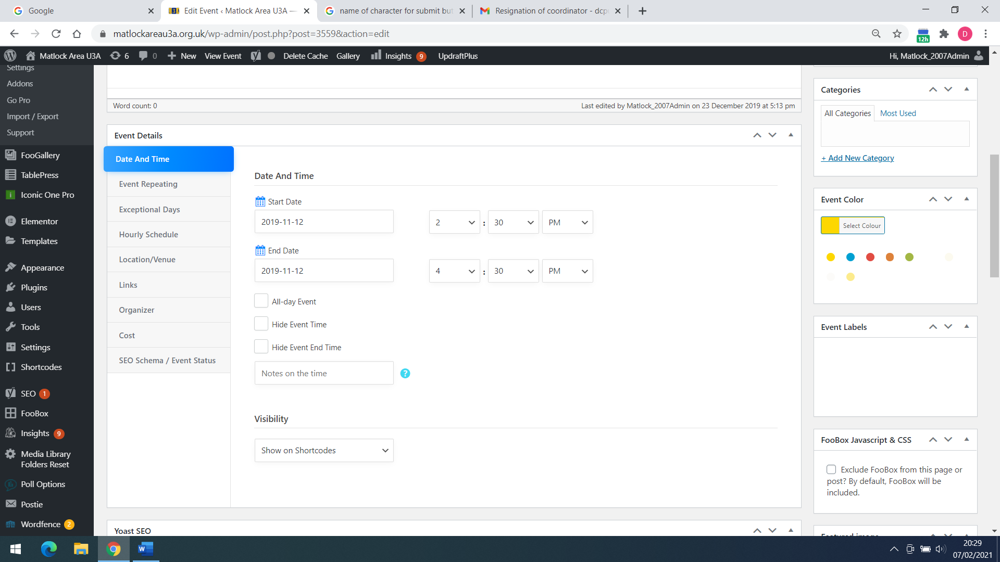 Google
Edit Event ‹ Matlock Area U3A —
name of character for submit but
Resignation of coordinator - dcp
matlockareau3a.org.uk/wp-admin/post.php?post=3559&action=edit
12h
D
Matlock Area U3A
6
0
New
View Event
Delete Cache
Gallery
Insights 9
UpdraftPlus
Hi, Matlock_2007Admin
Settings
Addons
Go Pro
Import / Export
Support
FooGallery
TablePress
Iconic One Pro
Elementor
Templates
Appearance
Plugins
Users
Tools
Settings
Shortcodes
SEO 1
FooBox
Insights 9
Media Library
Folders Reset
Poll Options
Postie
Wordfence 2
Word count: 0
Last edited by Matlock_2007Admin on 23 December 2019 at 5:13 pm
Event Details
Date And Time
Event Repeating
Exceptional Days
Hourly Schedule
Location/Venue
Links
Organizer
Cost
SEO Schema / Event Status
Date And Time
Start Date
2019-11-12
2 : 30 PM
End Date
2019-11-12
4 : 30 PM
All-day Event
Hide Event Time
Hide Event End Time
Notes on the time
?
Visibility
Show on Shortcodes
Yoast SEO
Categories
All Categories
Most Used
+ Add New Category
Event Color
Select Colour
Event Labels
FooBox Javascript & CSS
Exclude FooBox from this page or
post? By default, FooBox will be
included.
Featured image
20:29
07/02/2021